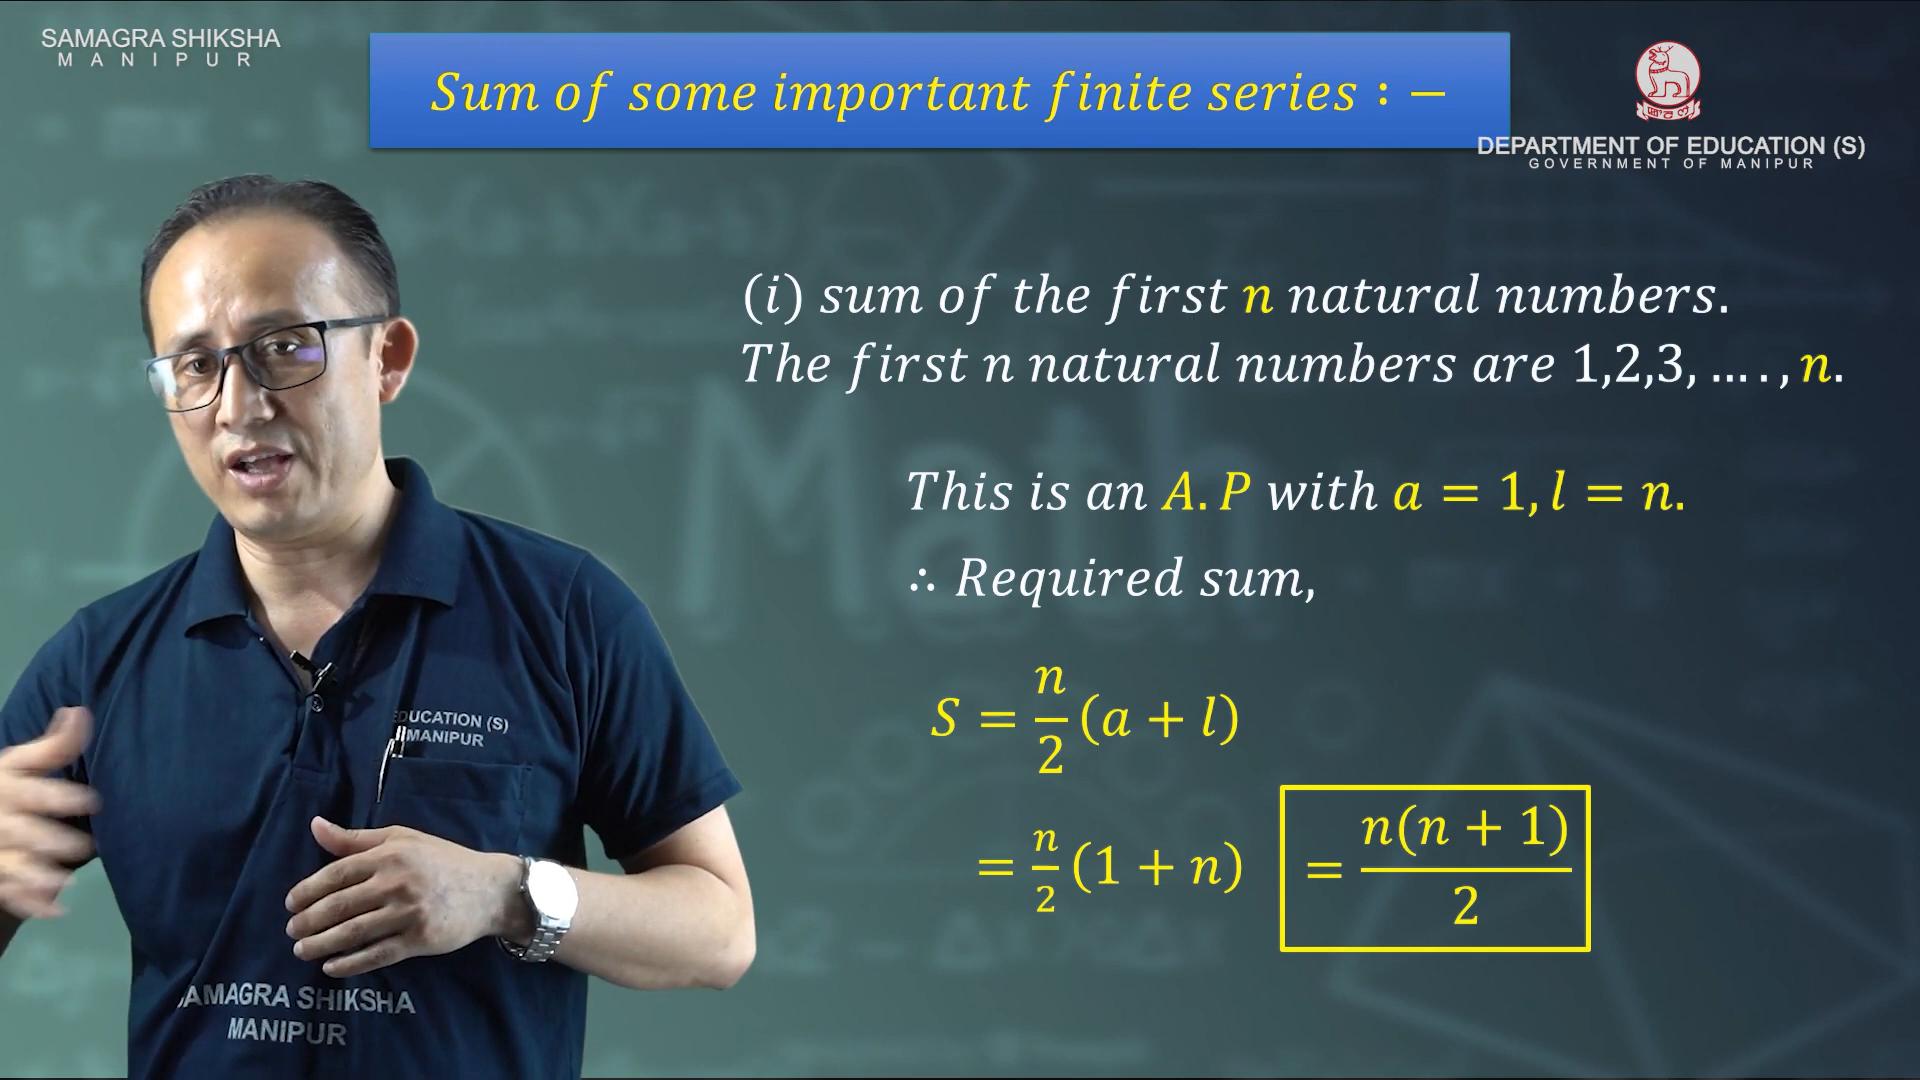 SAMAGRA SHIKSHA
MANIPUR
Sum of some important finite series : −
DEPARTMENT OF EDUCATION (S)
GOVERNMENT OF MANIPUR
(i) sum of the first n natural numbers.
The first n natural numbers are 1,2,3, … . , n.
This is an A. P with a = 1, l = n.
∴ Required sum,
S = n/2 (a + l)
= n/2 (1 + n) = n(n + 1)/2
EDUCATION (S)
MANIPUR
SAMAGRA SHIKSHA
MANIPUR